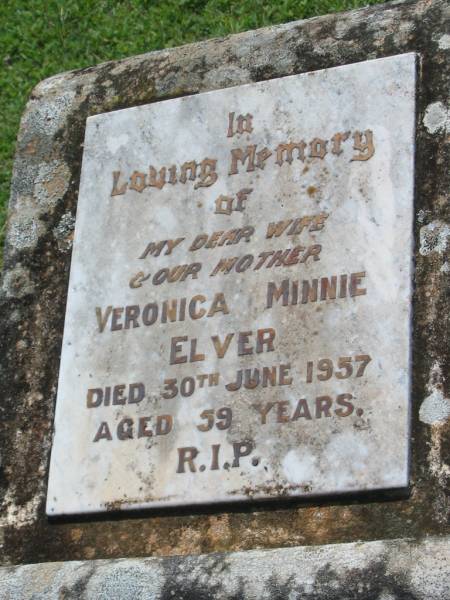 In
Loving Memory
of
MY DEAR WIFE
& OUR MOTHER
VERONICA MINNIE
ELVER
DIED 30TH JUNE 1957
AGED 59 YEARS.
R.I.P.